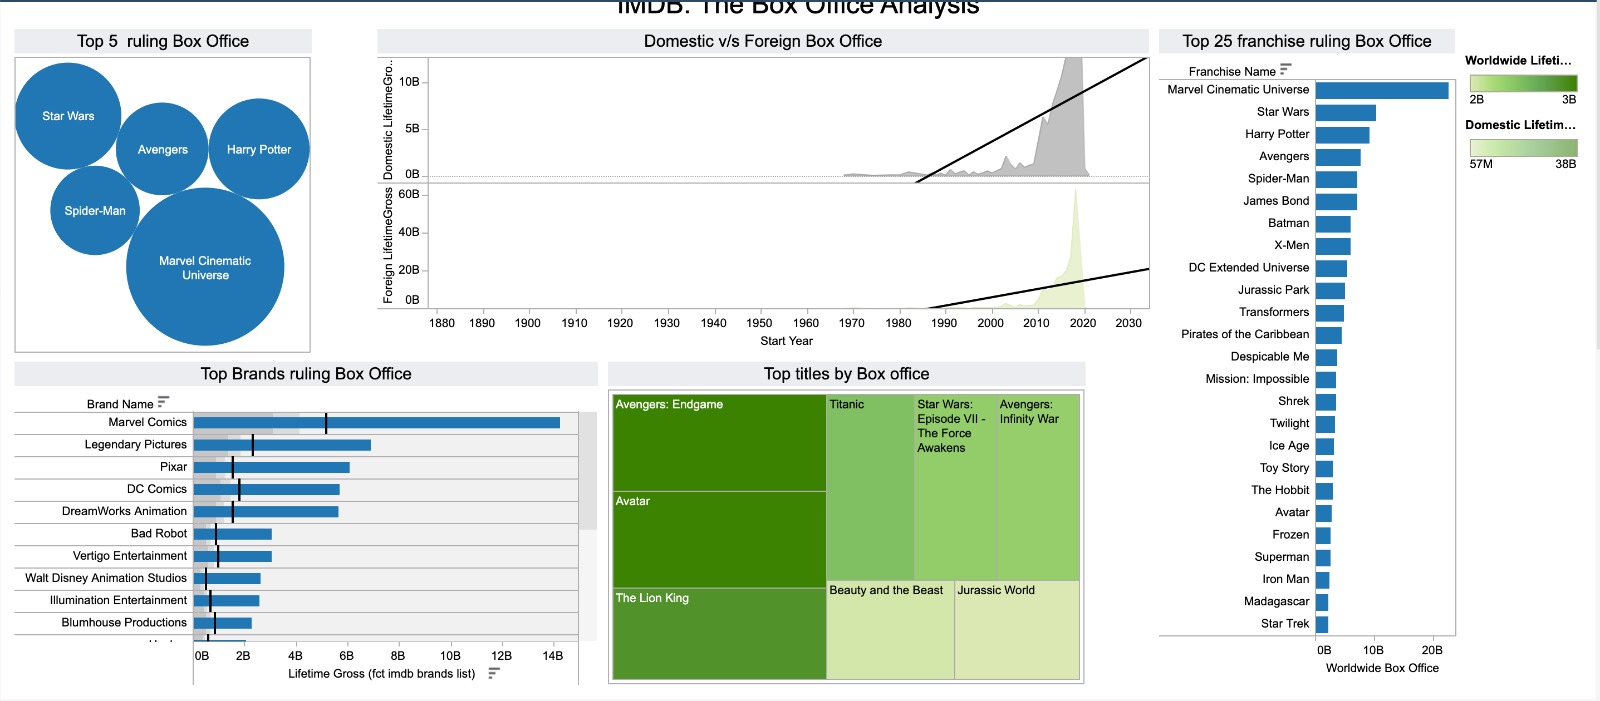 IMDB: The Box Office Analysis
Top 5 ruling Box Office
Star Wars
Avengers
Harry Potter
Spider-Man
Marvel Cinematic
Universe
Domestic v/s Foreign Box Office
Domestic LifetimeGro..
10B
5B
0B
Foreign LifetimeGross
60B
40B
20B
0B
1880
1890
1900
1910
1920
1930
1940
1950
1960
1970
1980
1990
2000
2010
2020
2030
Start Year
Top 25 franchise ruling Box Office
Franchise Name
Marvel Cinematic Universe
Star Wars
Harry Potter
Avengers
Spider-Man
James Bond
Batman
X-Men
DC Extended Universe
Jurassic Park
Transformers
Pirates of the Caribbean
Despicable Me
Mission: Impossible
Shrek
Twilight
Ice Age
Toy Story
The Hobbit
Avatar
Frozen
Superman
Iron Man
Madagascar
Star Trek
0B
10B
20B
Worldwide Box Office
Worldwide Lifeti...
2B
3B
Domestic Lifetim...
57M
38B
Top Brands ruling Box Office
Brand Name
Marvel Comics
Legendary Pictures
Pixar
DC Comics
DreamWorks Animation
Bad Robot
Vertigo Entertainment
Walt Disney Animation Studios
Illumination Entertainment
Blumhouse Productions
0B
2B
4B
6B
8B
10B
12B
14B
Lifetime Gross (fct imdb brands list)
Top titles by Box office
Avengers: Endgame
Avatar
The Lion King
Titanic
Star Wars:
Episode VII -
The Force
Awakens
Avengers:
Infinity War
Beauty and the Beast
Jurassic World